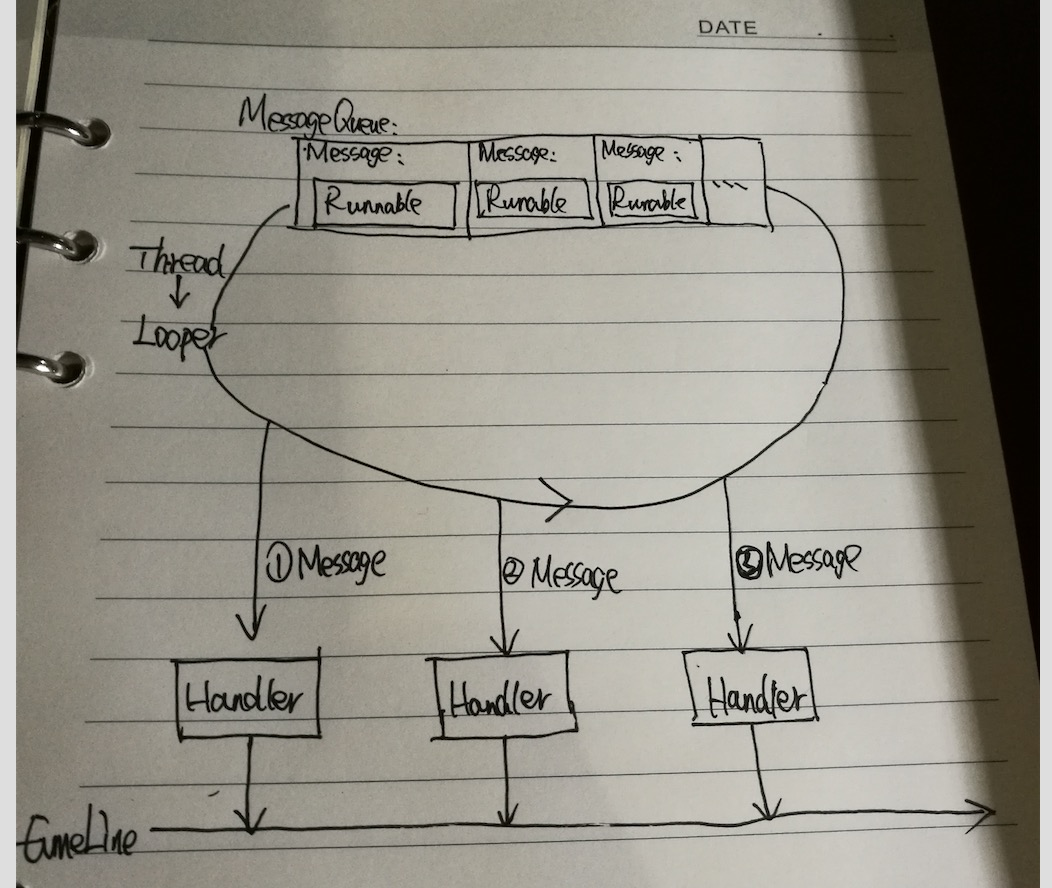 DATE . .
MessageQueue:
Message: Message: Message:
Runnable Runable Runable ...
Thread
Looper
①Message ②Message ③Message
Handler Handler Handler
TimeLine